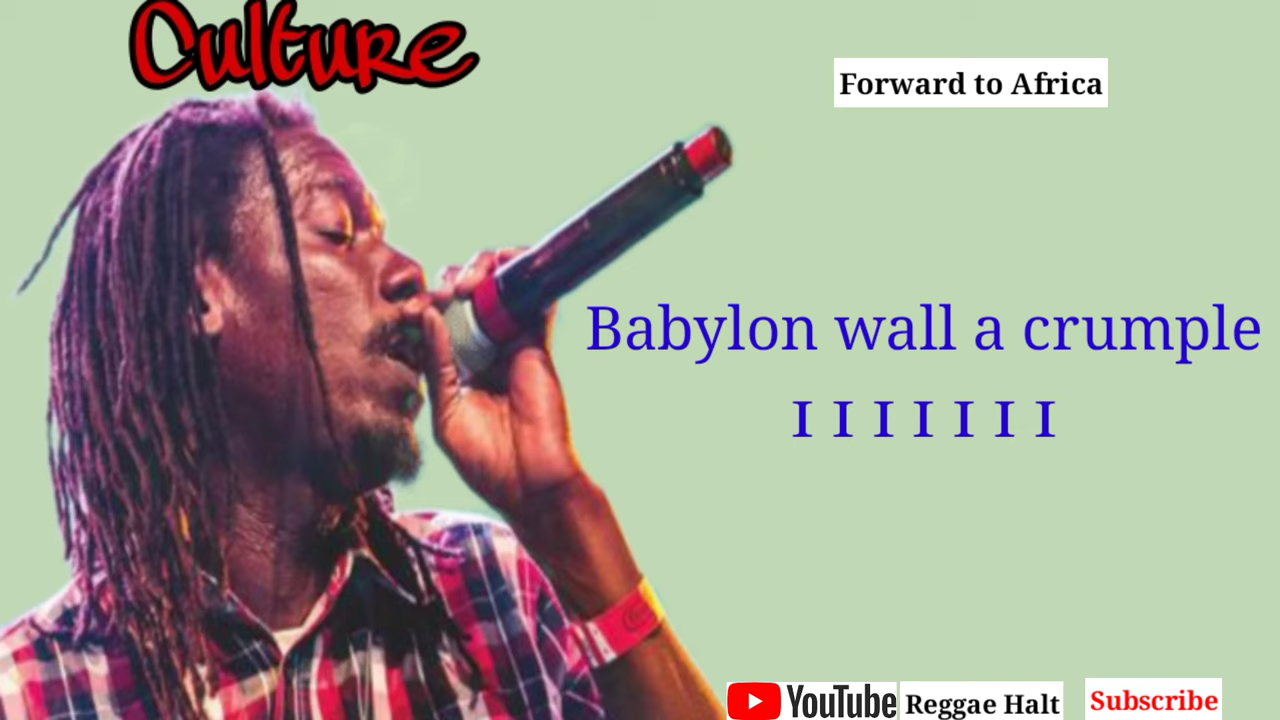 Culture
Forward to Africa
Babylon wall a crumple
I I I I I I I
YouTube Reggae Halt Subscribe